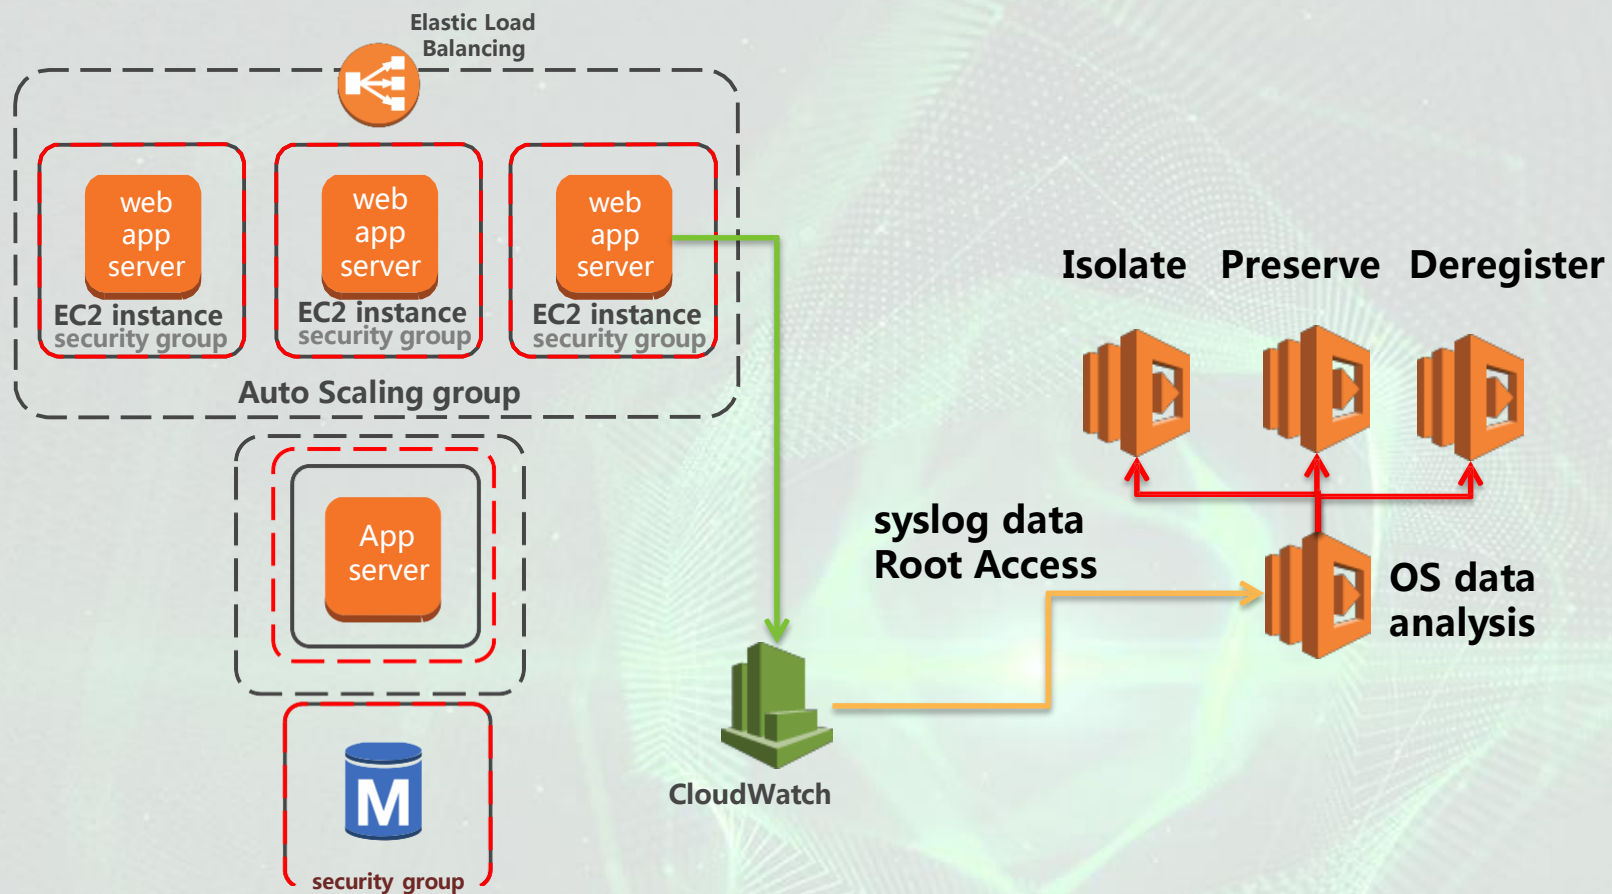 Elastic Load
Balancing
web
app
server
EC2 instance
security group
web
app
server
EC2 instance
security group
web
app
server
EC2 instance
security group
Auto Scaling group
App
server
M
security group
CloudWatch
syslog data
Root Access
Isolate
Preserve
Deregister
OS data
analysis